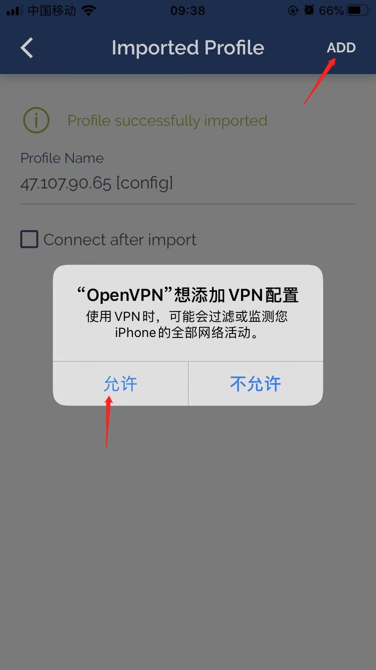 中国移动 09:38 66%
Imported Profile ADD
Profile successfully imported
Profile Name
47.107.90.65 [config]
Connect after import
“OpenVPN”想添加 VPN 配置
使用 VPN 时，可能会过滤或监测您
iPhone 的全部网络活动。
允许 不允许